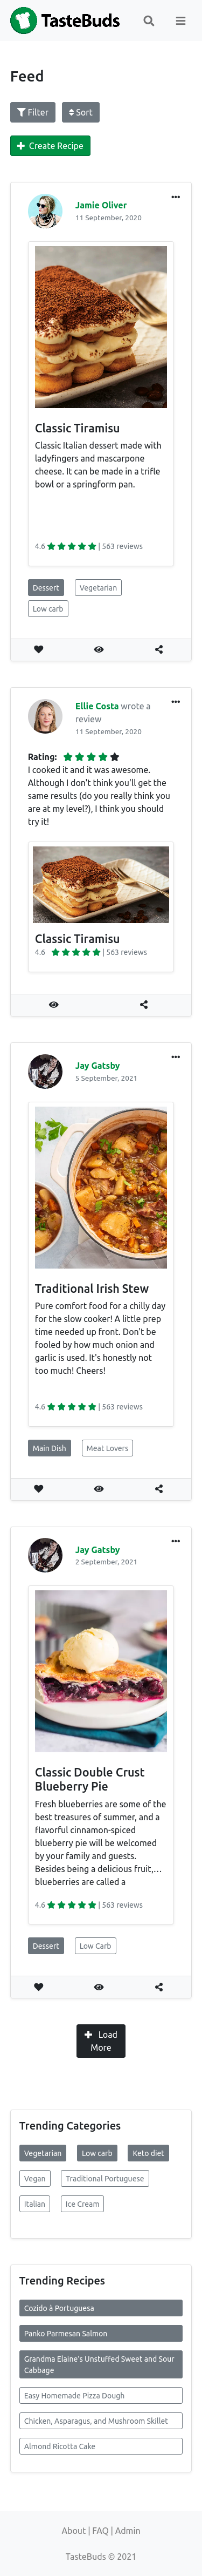 TasteBuds
Feed
Filter
Sort
Create Recipe
Jamie Oliver
11 September, 2020
Classic Tiramisu
Classic Italian dessert made with
ladyfingers and mascarpone
cheese. It can be made in a trifle
bowl or a springform pan.
4.6 | 563 reviews
Dessert
Vegetarian
Low carb
Ellie Costa wrote a
review
11 September, 2020
Rating:
I cooked it and it was awesome.
Although I don't think you'll get the
same results (do you really think you
are at my level?), I think you should
try it!
Classic Tiramisu
4.6 | 563 reviews
Jay Gatsby
5 September, 2021
Traditional Irish Stew
Pure comfort food for a chilly day
for the slow cooker! A little prep
time needed up front. Don't be
fooled by how much onion and
garlic is used. It's honestly not
too much! Cheers!
4.6 | 563 reviews
Main Dish
Meat Lovers
Jay Gatsby
2 September, 2021
Classic Double Crust
Blueberry Pie
Fresh blueberries are some of the
best treasures of summer, and a
flavorful cinnamon-spiced
blueberry pie will be welcomed
by your family and guests.
Besides being a delicious fruit,…
blueberries are called a
4.6 | 563 reviews
Dessert
Low Carb
Load
More
Trending Categories
Vegetarian
Low carb
Keto diet
Vegan
Traditional Portuguese
Italian
Ice Cream
Trending Recipes
Cozido à Portuguesa
Panko Parmesan Salmon
Grandma Elaine's Unstuffed Sweet and Sour
Cabbage
Easy Homemade Pizza Dough
Chicken, Asparagus, and Mushroom Skillet
Almond Ricotta Cake
About | FAQ | Admin
TasteBuds © 2021